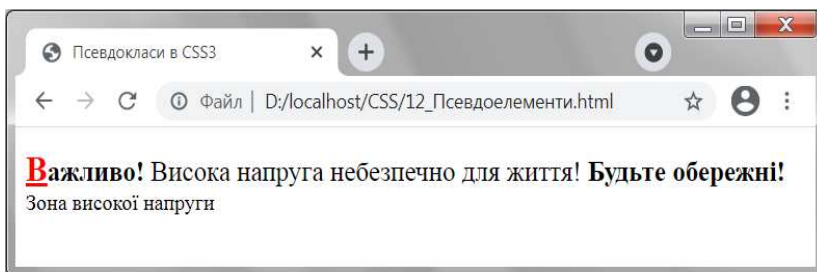 Псевдокласи в CSS3
Файл | D:/localhost/CSS/12_Псевдоелементи.html
Важливо! Висока напруга небезпечно для життя! Будьте обережні!
Зона високої напруги